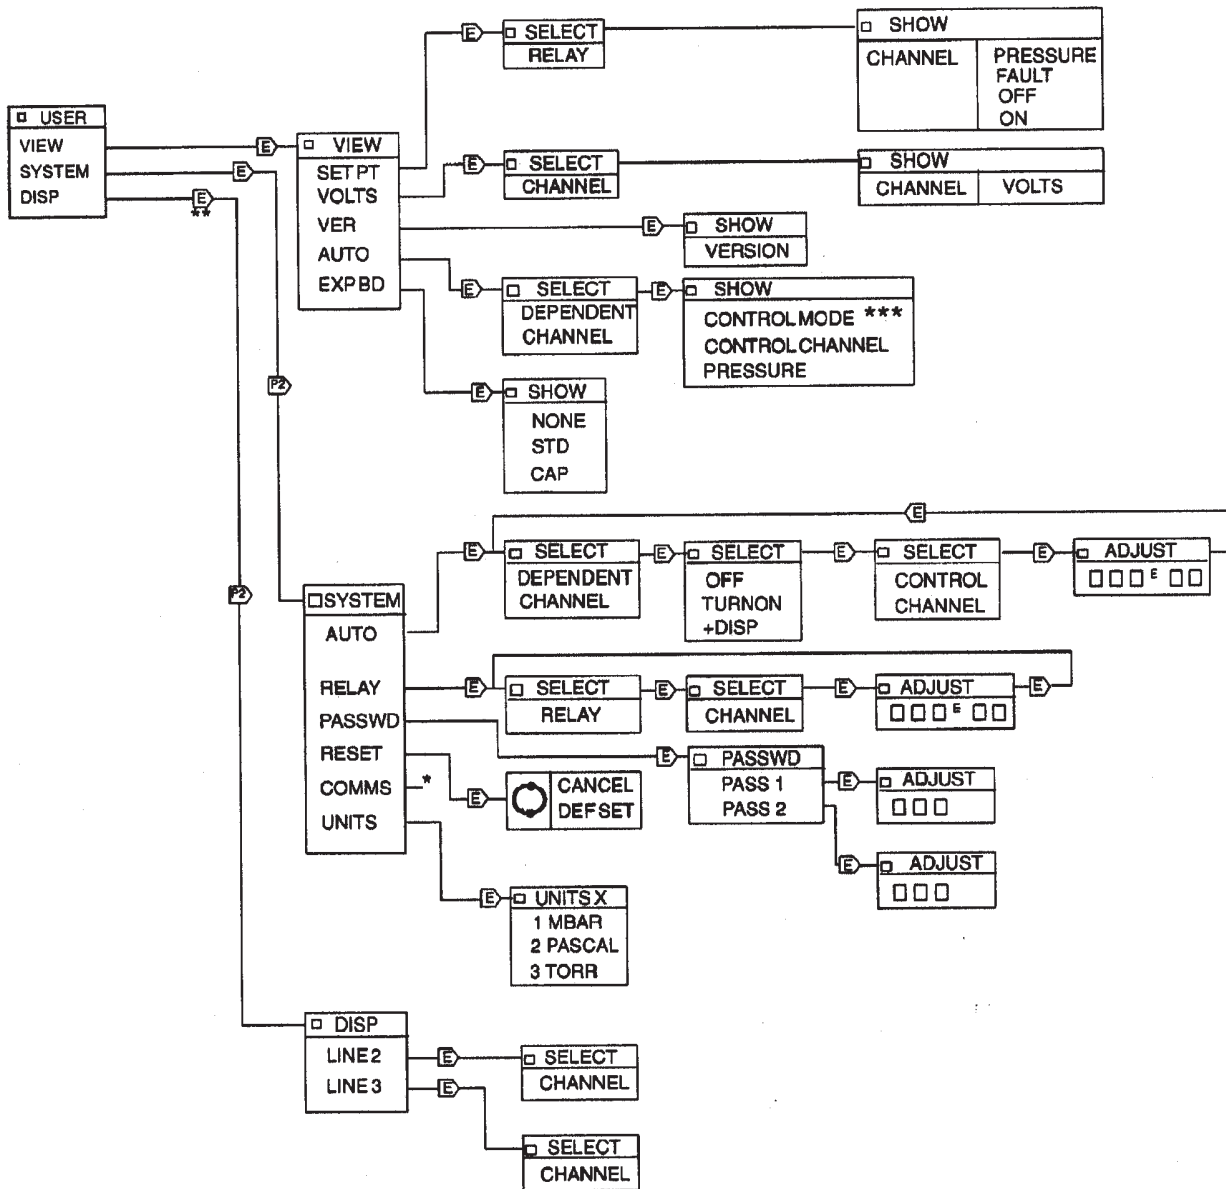 USER
VIEW
SYSTEM
DISP
E
E
E
**
P2
P2
VIEW
SET PT
VOLTS
VER
AUTO
EXP BD
E
SELECT
RELAY
SHOW
CHANNEL
PRESSURE
FAULT
OFF
ON
E
SELECT
CHANNEL
SHOW
CHANNEL
VOLTS
E
SHOW
VERSION
E
SELECT
DEPENDENT
CHANNEL
E
SHOW
CONTROL MODE ***
CONTROL CHANNEL
PRESSURE
E
SHOW
NONE
STD
CAP
SYSTEM
AUTO
RELAY
PASSWD
RESET
COMMS *
UNITS
E
E
SELECT
DEPENDENT
CHANNEL
E
SELECT
OFF
TURNON
+DISP
E
SELECT
CONTROL
CHANNEL
E
ADJUST
E
E
SELECT
RELAY
E
SELECT
CHANNEL
E
ADJUST
E
E
E
PASSWD
PASS 1
PASS 2
E
ADJUST
E
ADJUST
E
CANCEL
DEFSET
E
UNITS X
1 MBAR
2 PASCAL
3 TORR
DISP
LINE 2
LINE 3
E
SELECT
CHANNEL
E
SELECT
CHANNEL